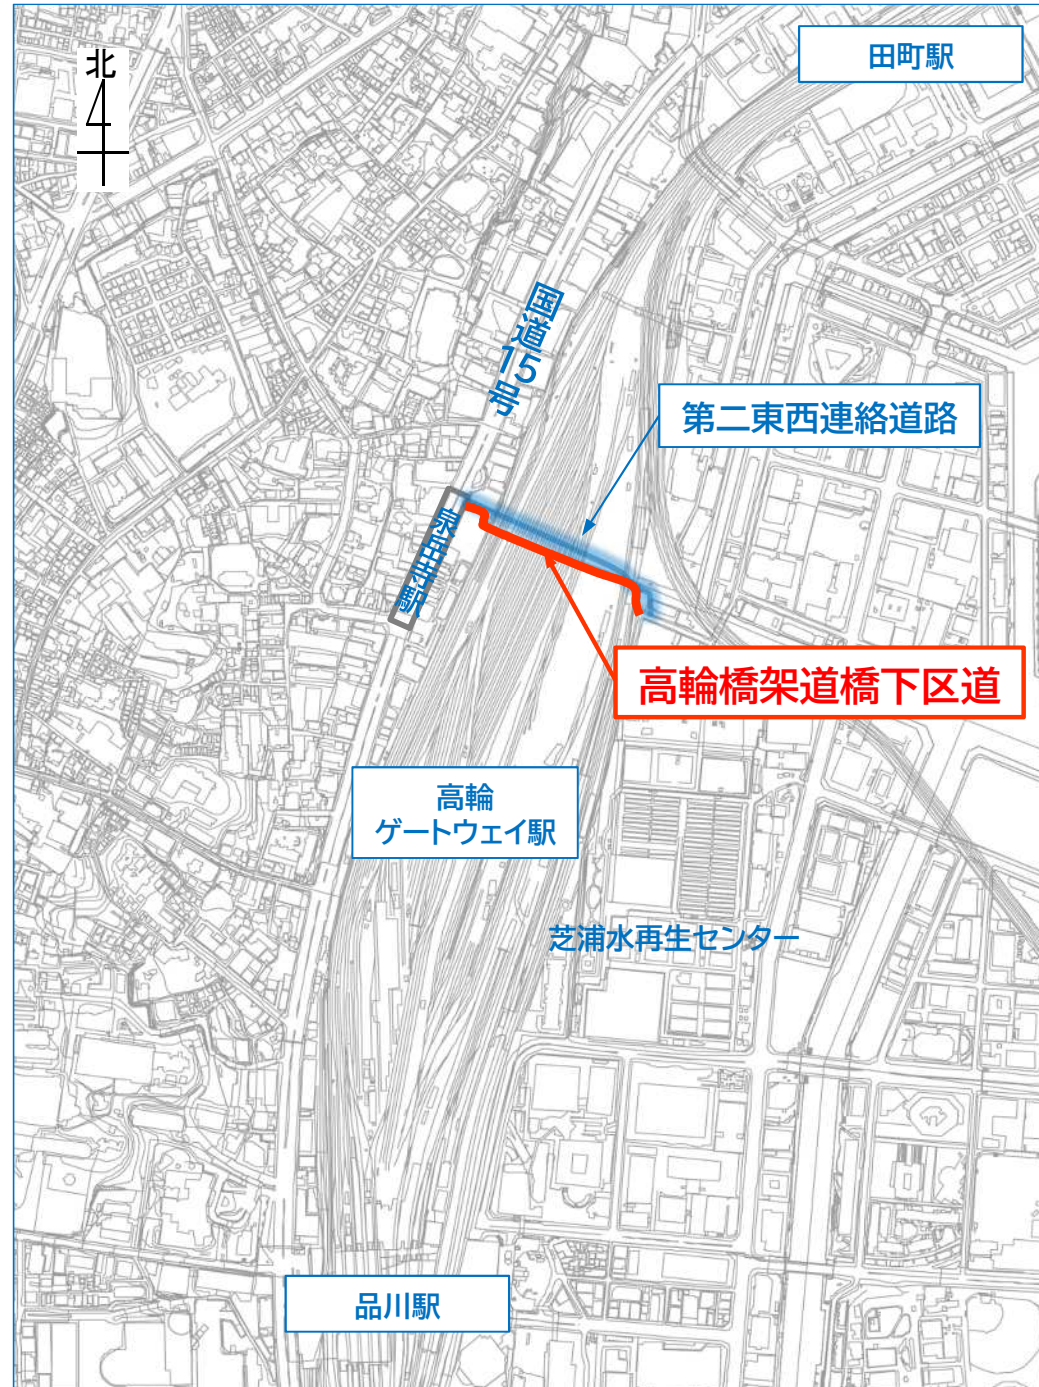 北
田町駅
国道15号
第二東西連絡道路
泉岳寺駅
高輪橋架道橋下区道
高輪
ゲートウェイ駅
芝浦水再生センター
品川駅